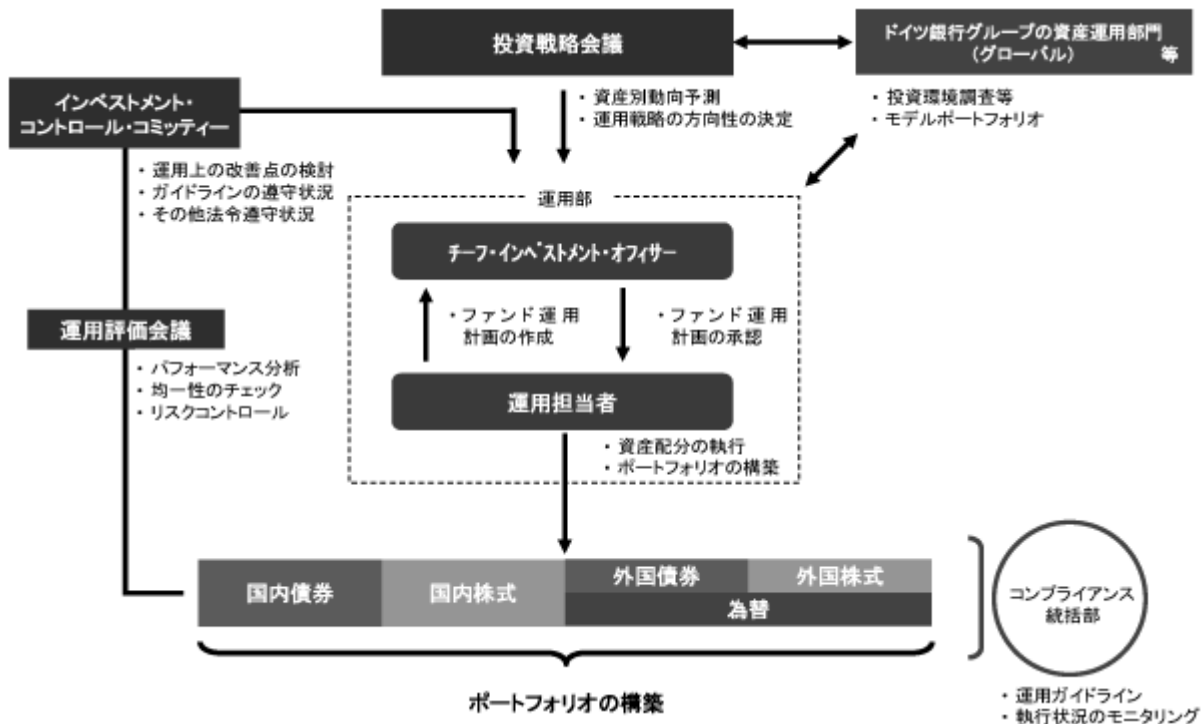 投資戦略会議
ドイツ銀行グループの資産運用部門
(グローバル) 等
・ 資産別動向予測
・ 運用戦略の方向性の決定
・ 投資環境調査等
・ モデルポートフォリオ
インベストメント・
コントロール・コミッティー
・ 運用上の改善点の検討
・ ガイドラインの遵守状況
・ その他法令遵守状況
運用部
チーフ・インベストメント・オフィサー
・ファンド運用
計画の作成
・ファンド運用
計画の承認
運用評価会議
・ パフォーマンス分析
・ 均一性のチェック
・ リスクコントロール
運用担当者
・ 資産配分の執行
・ ポートフォリオの構築
国内債券
国内株式
外国債券
外国株式
為替
コンプライアンス
統括部
ポートフォリオの構築
・ 運用ガイドライン
・ 執行状況のモニタリング